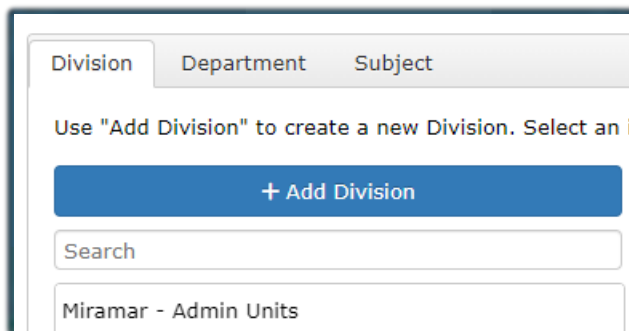 Division Department Subject
Use "Add Division" to create a new Division. Select an
+ Add Division
Search
Miramar - Admin Units